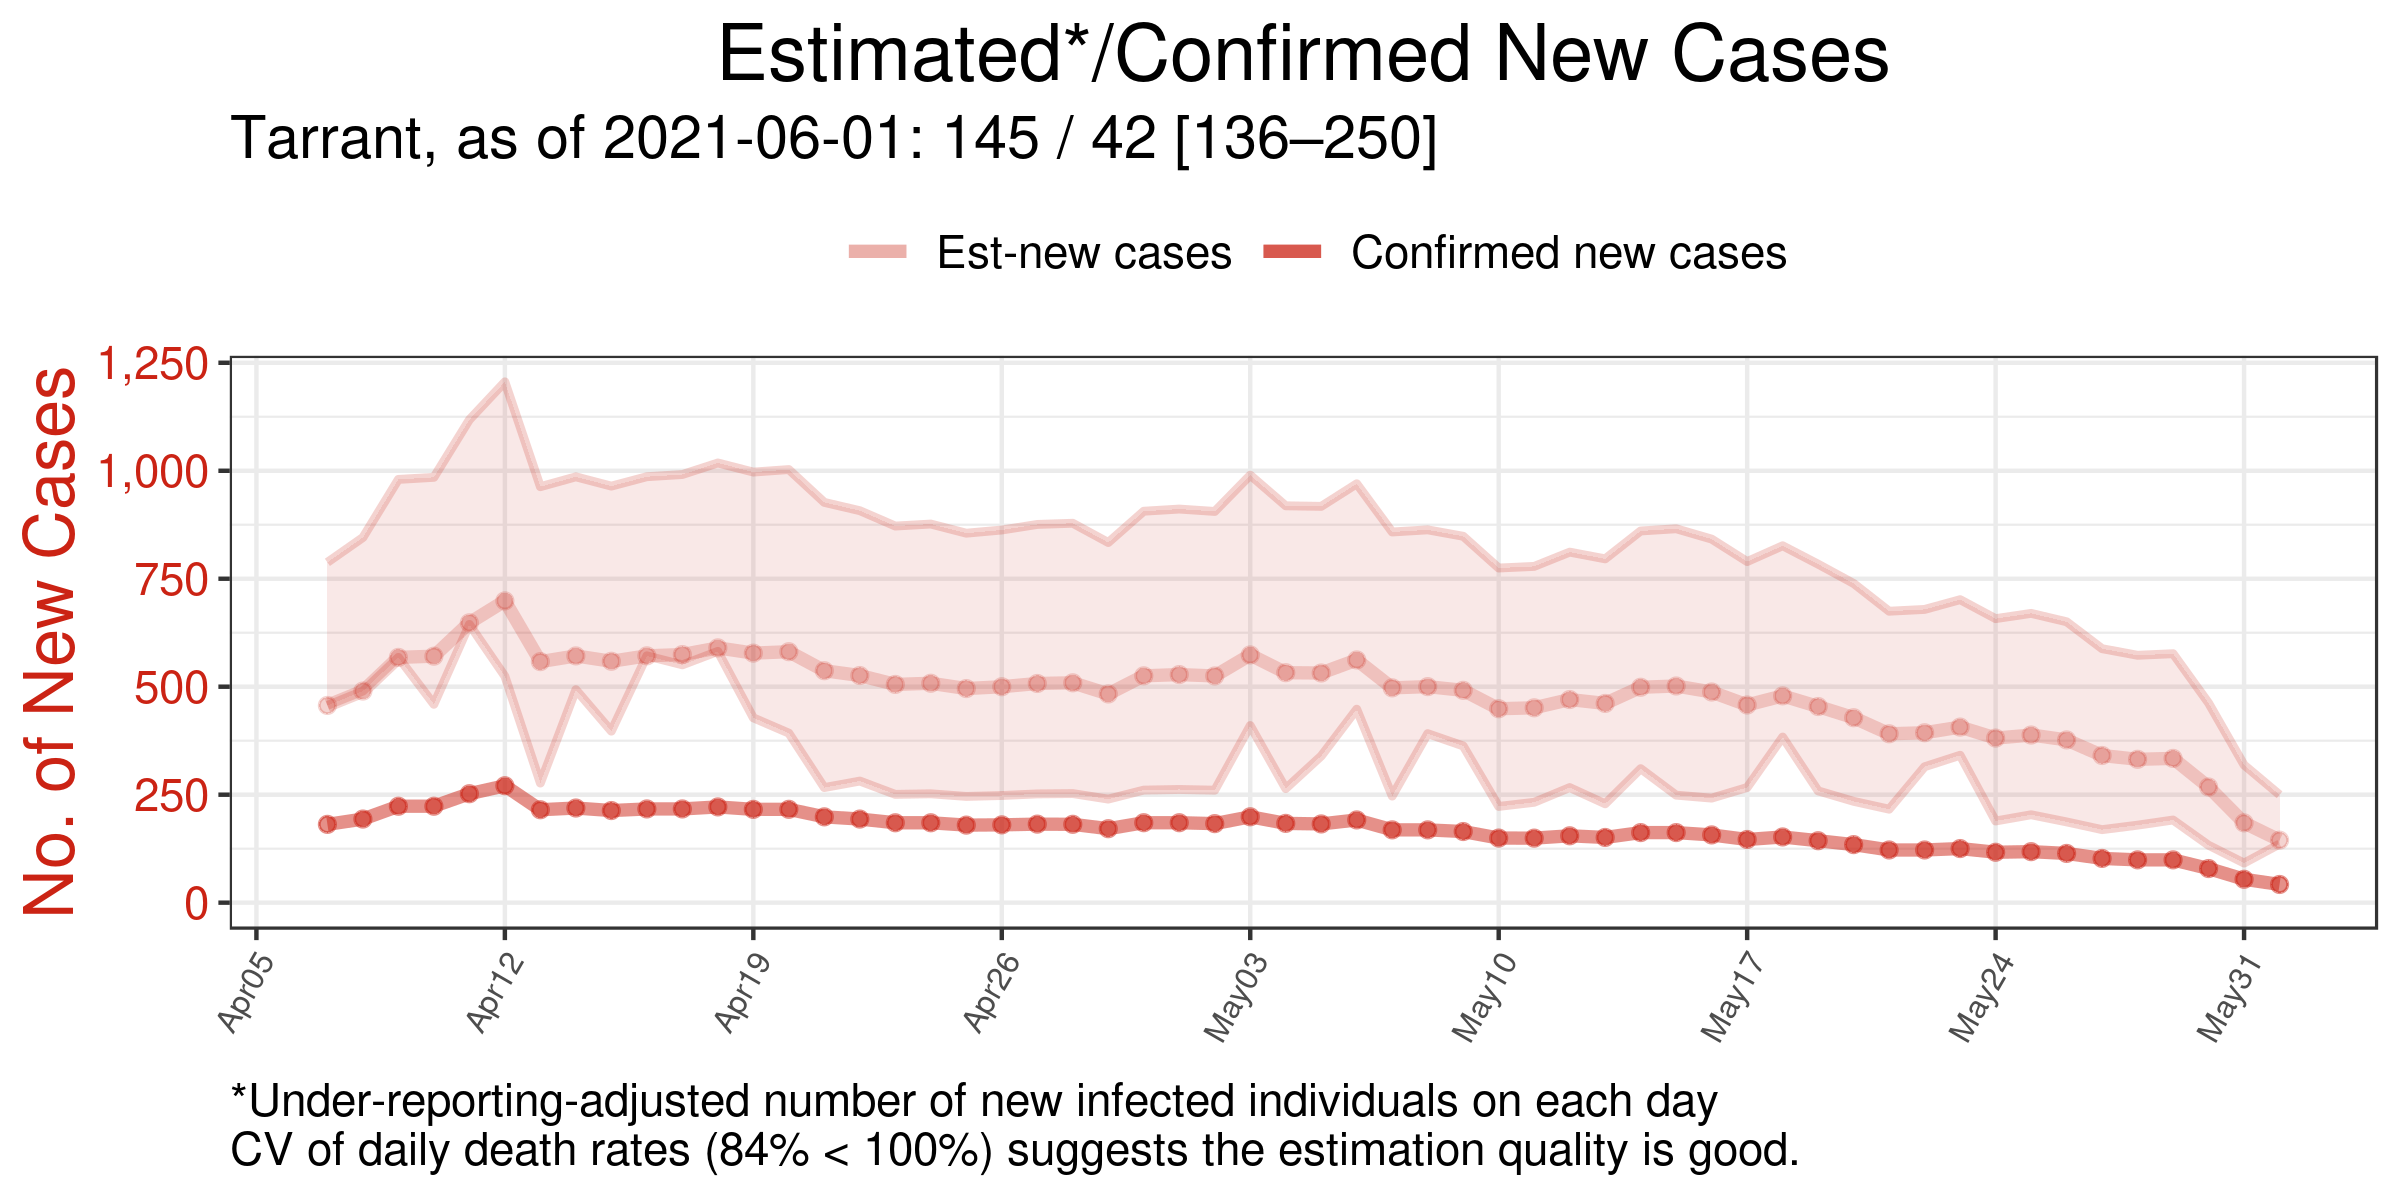 Estimated*/Confirmed New Cases
Tarrant, as of 2021-06-01: 145 / 42 [136–250]
Est-new cases
Confirmed new cases
No. of New Cases
1,250
1,000
750
500
250
0
Apr05
Apr12
Apr19
Apr26
May03
May10
May17
May24
May31
*Under-reporting-adjusted number of new infected individuals on each day
CV of daily death rates (84% < 100%) suggests the estimation quality is good.